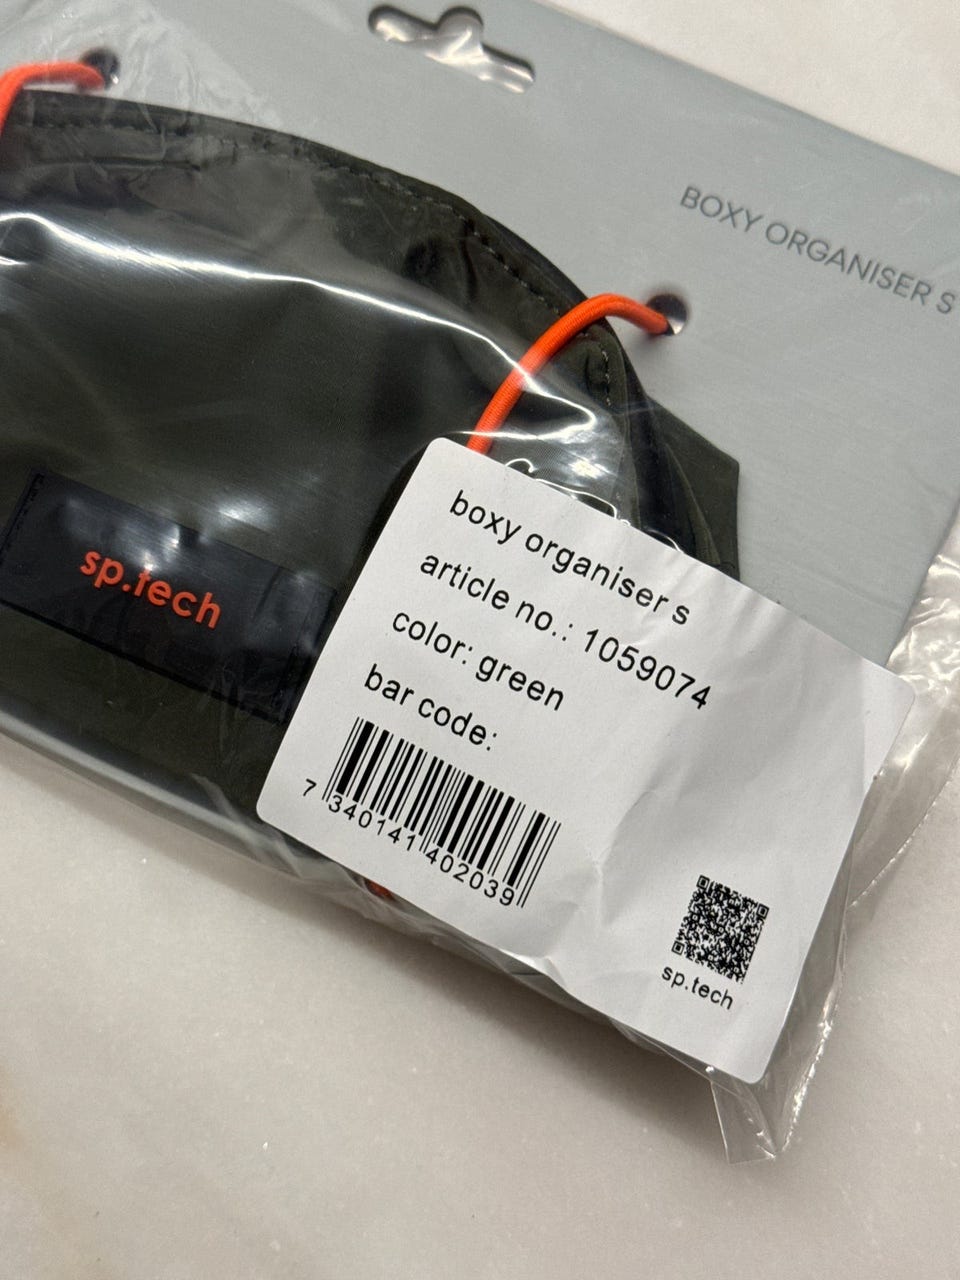 BOXY ORGANISER S
sp.tech
boxy organiser s
article no.: 1059074
color: green
bar code:
7 340141 402039
sp.tech